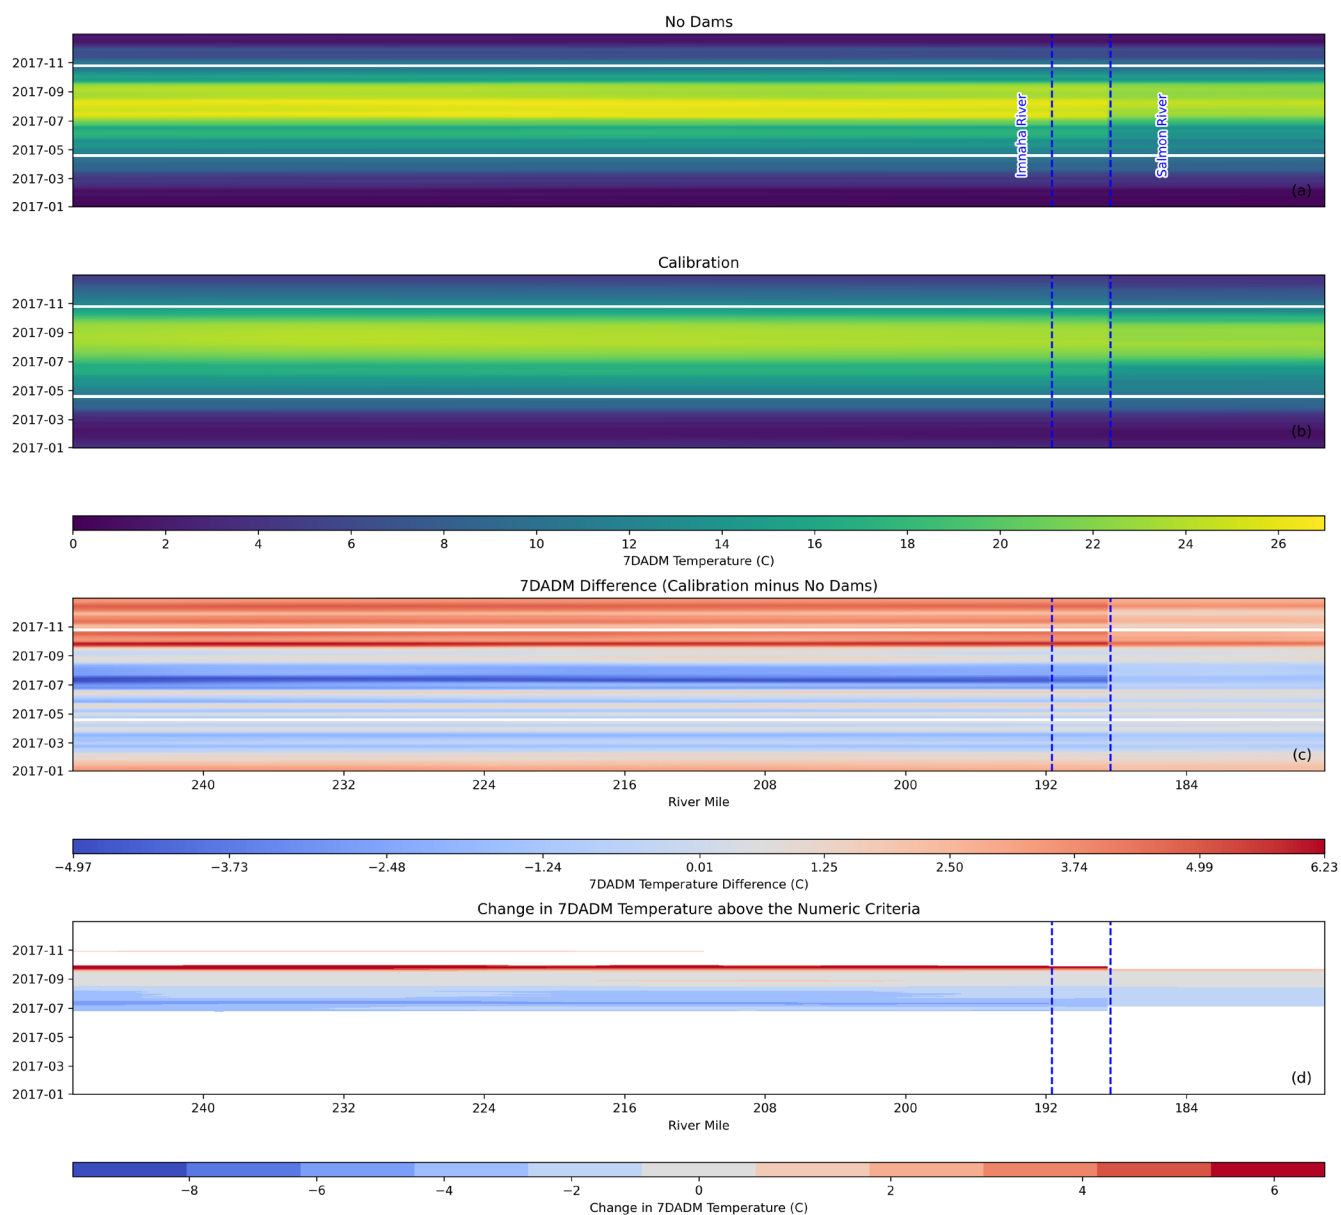 No Dams
2017-11
2017-09
2017-07
2017-05
2017-03
2017-01
Imnaha River
Salmon River
(a)
Calibration
2017-11
2017-09
2017-07
2017-05
2017-03
2017-01
(b)
0 2 4 6 8 10 12 14 16 18 20 22 24 26
7DADM Temperature (C)
7DADM Difference (Calibration minus No Dams)
2017-11
2017-09
2017-07
2017-05
2017-03
2017-01
(c)
240 232 224 216 208 200 192 184
River Mile
−4.97 −3.73 −2.48 −1.24 0.01 1.25 2.50 3.74 4.99 6.23
7DADM Temperature Difference (C)
Change in 7DADM Temperature above the Numeric Criteria
2017-11
2017-09
2017-07
2017-05
2017-03
2017-01
(d)
240 232 224 216 208 200 192 184
River Mile
−8 −6 −4 −2 0 2 4 6
Change in 7DADM Temperature (C)